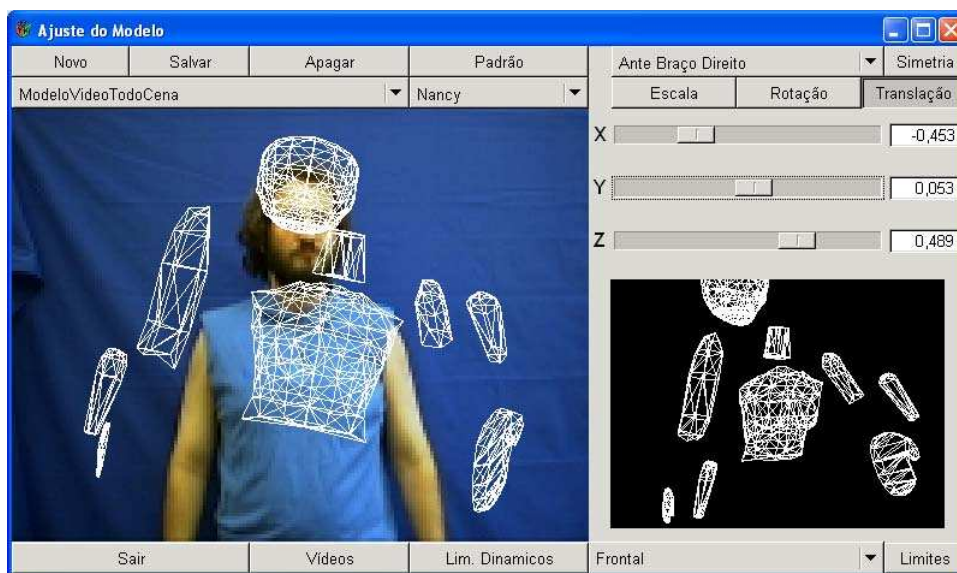 Ajuste do Modelo
Novo Salvar Apagar Padrão Ante Braço Direito Simetria
ModeloVideoTodoCena Nancy Escala Rotação Translação
X -0,453
Y 0,053
Z 0,489
Sair Vídeos Lim. Dinamicos Frontal Limites